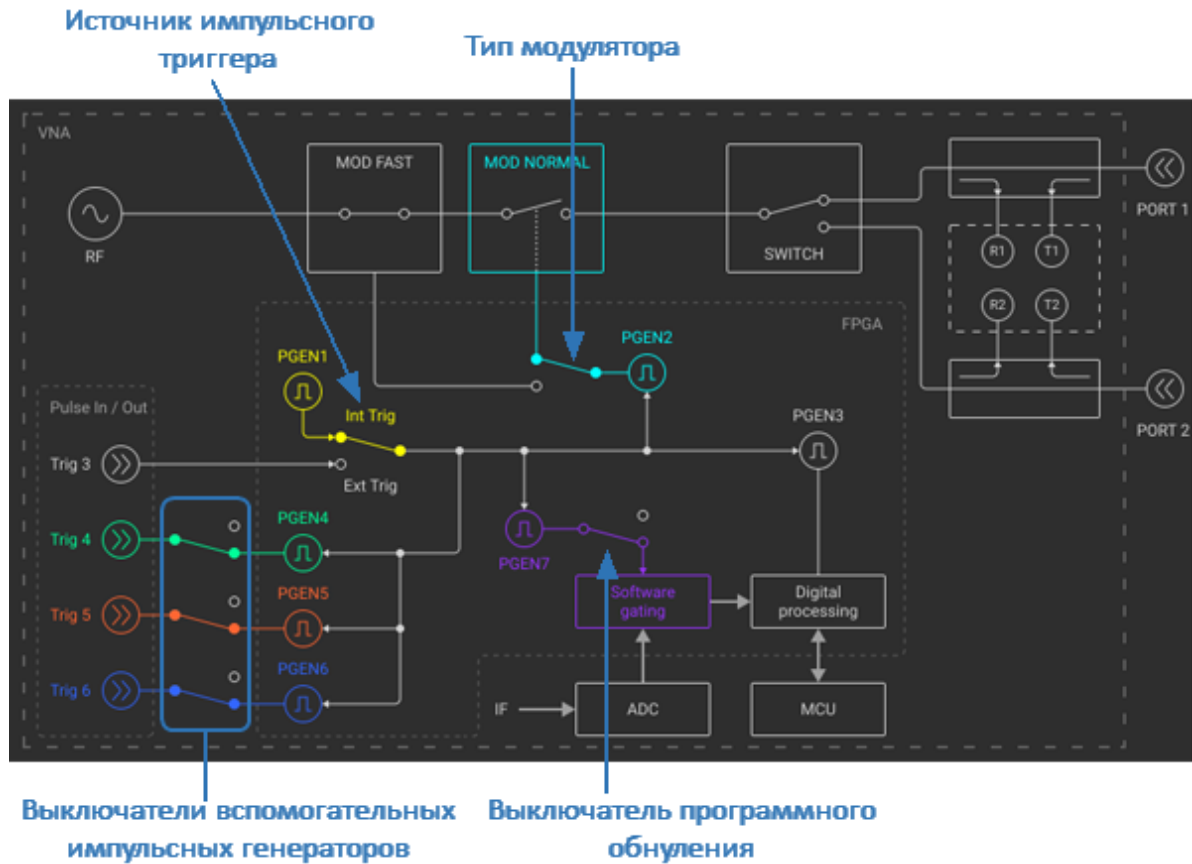 Источник импульсного
триггера
Тип модулятора
VNA
MOD FAST
MOD NORMAL
RF
SWITCH
PORT 1
R1
T1
R2
T2
FPGA
PGEN1
PGEN2
Pulse In / Out
Int Trig
PGEN3
PORT 2
Trig 3
Ext Trig
Trig 4
PGEN4
PGEN7
Trig 5
PGEN5
Software
gating
Digital
processing
Trig 6
PGEN6
IF
ADC
MCU
Выключатели вспомогательных
импульсных генераторов
Выключатель программного
обнуления